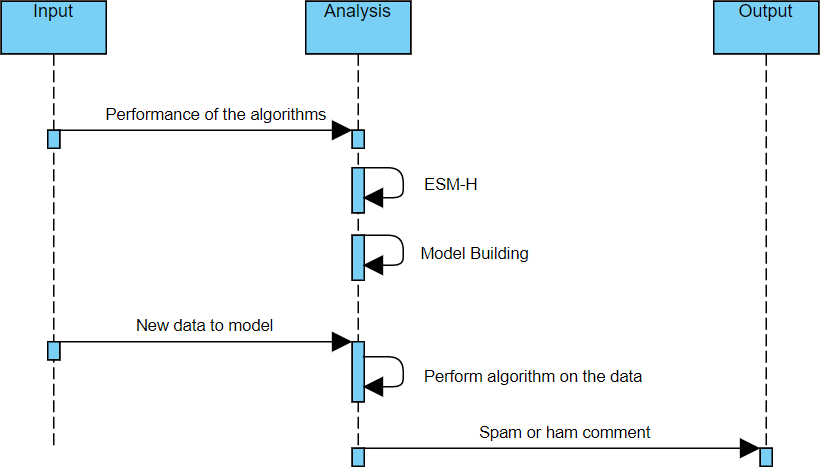 Input
Analysis
Output
Performance of the algorithms
ESM-H
Model Building
New data to model
Perform algorithm on the data
Spam or ham comment